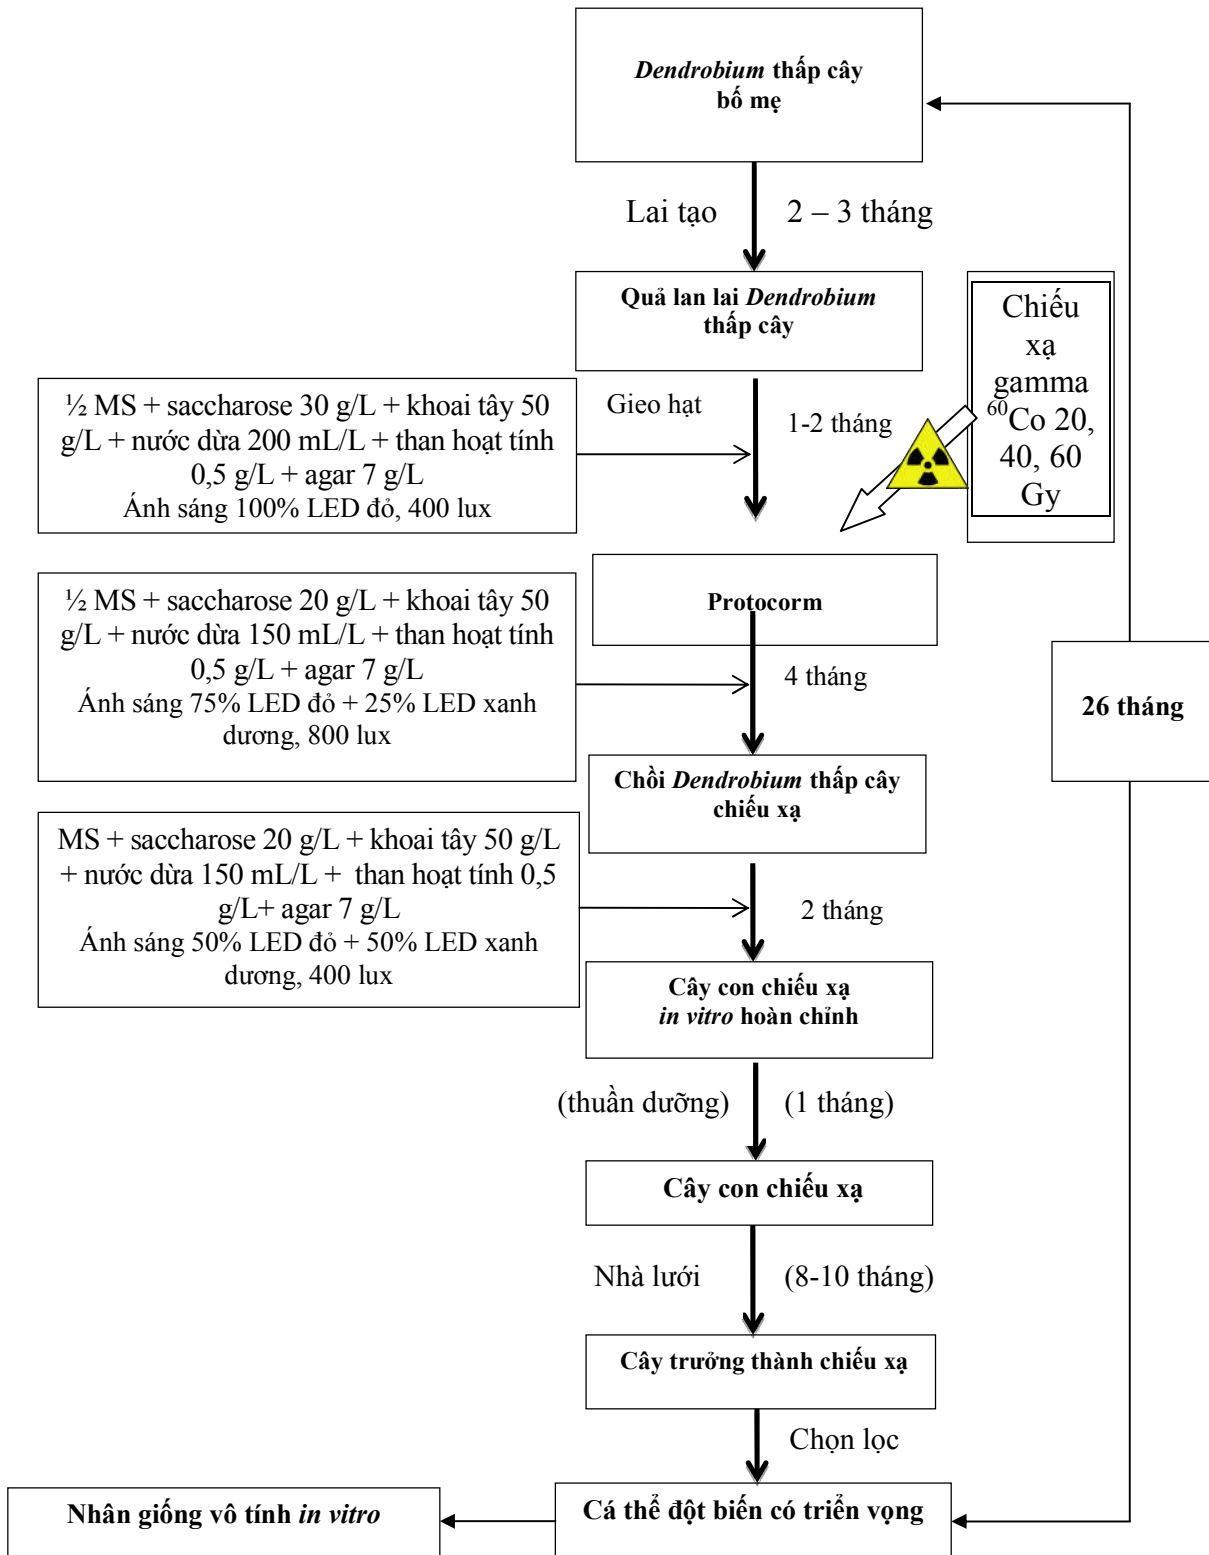 Dendrobium thấp cây
bố mẹ
Lai tạo
2 – 3 tháng
Quả lan lai Dendrobium
thấp cây
Chiếu
xạ
gamma
⁶⁰Co 20,
40, 60
Gy
½ MS + saccharose 30 g/L + khoai tây 50
g/L + nước dừa 200 mL/L + than hoạt tính
0,5 g/L + agar 7 g/L
Ánh sáng 100% LED đỏ, 400 lux
Gieo hạt
1-2 tháng
Protocorm
½ MS + saccharose 20 g/L + khoai tây 50
g/L + nước dừa 150 mL/L + than hoạt tính
0,5 g/L + agar 7 g/L
Ánh sáng 75% LED đỏ + 25% LED xanh
dương, 800 lux
4 tháng
26 tháng
Chồi Dendrobium thấp cây
chiếu xạ
MS + saccharose 20 g/L + khoai tây 50 g/L
+ nước dừa 150 mL/L + than hoạt tính 0,5
g/L+ agar 7 g/L
Ánh sáng 50% LED đỏ + 50% LED xanh
dương, 400 lux
2 tháng
Cây con chiếu xạ
in vitro hoàn chỉnh
(thuần dưỡng)
(1 tháng)
Cây con chiếu xạ
Nhà lưới
(8-10 tháng)
Cây trưởng thành chiếu xạ
Chọn lọc
Cá thể đột biến có triển vọng
Nhân giống vô tính in vitro